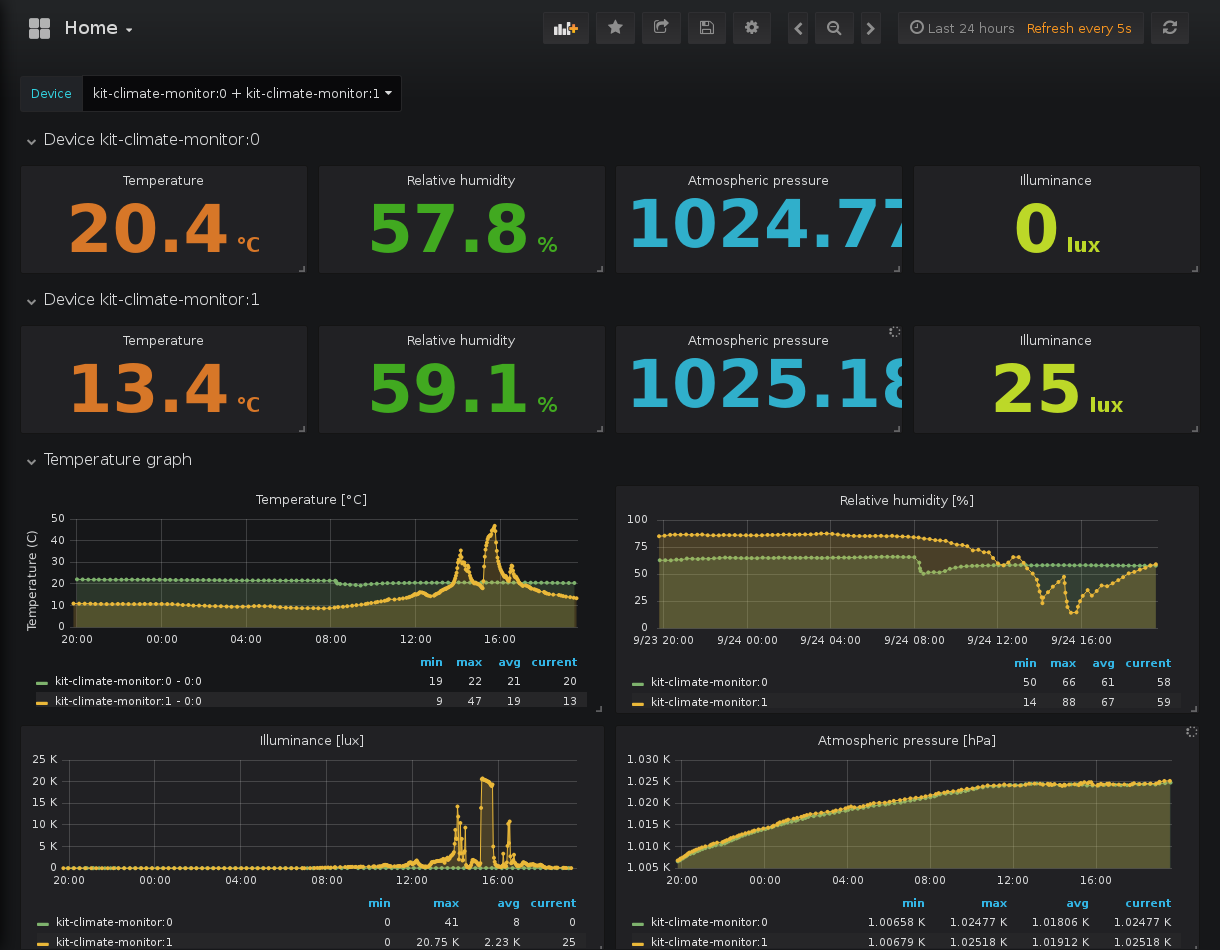 Home
Last 24 hours Refresh every 5s
Device kit-climate-monitor:0 + kit-climate-monitor:1
Device kit-climate-monitor:0
Temperature Relative humidity Atmospheric pressure Illuminance
20.4 °C 57.8 % 1024.77 0 lux
Device kit-climate-monitor:1
Temperature Relative humidity Atmospheric pressure Illuminance
13.4 °C 59.1 % 1025.18 25 lux
Temperature graph
Temperature [°C]
Temperature (C)
50
40
30
20
10
0
20:00 00:00 04:00 08:00 12:00 16:00
min max avg current
kit-climate-monitor:0 - 0:0 19 22 21 20
kit-climate-monitor:1 - 0:0 9 47 19 13
Relative humidity [%]
100
75
50
25
0
9/23 20:00 9/24 00:00 9/24 04:00 9/24 08:00 9/24 12:00 9/24 16:00
min max avg current
kit-climate-monitor:0 50 66 61 58
kit-climate-monitor:1 14 88 67 59
Illuminance [lux]
25 K
20 K
15 K
10 K
5 K
0
20:00 00:00 04:00 08:00 12:00 16:00
min max avg current
kit-climate-monitor:0 0 41 8 0
kit-climate-monitor:1 0 20.75 K 2.23 K 25
Atmospheric pressure [hPa]
1.030 K
1.025 K
1.020 K
1.015 K
1.010 K
1.005 K
20:00 00:00 04:00 08:00 12:00 16:00
min max avg current
kit-climate-monitor:0 1.00658 K 1.02477 K 1.01806 K 1.02477 K
kit-climate-monitor:1 1.00679 K 1.02518 K 1.01912 K 1.02518 K